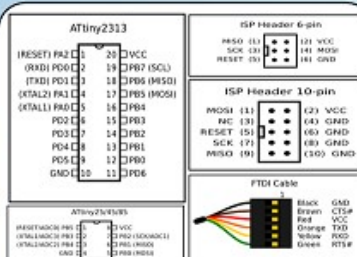 ATtiny2313
(RESET) PA2 1 20 VCC
(RXD) PD0 2 19 PB7 (SCL)
(TXD) PD1 3 18 PB6 (MISO)
(XTAL2) PA1 4 17 PB5 (MOSI)
(XTAL1) PA0 5 16 PB4
PD2 6 15 PB3
PD3 7 14 PB2
PD4 8 13 PB1
PD5 9 12 PB0
GND 10 11 PD6
ISP Header 6-pin
MISO (1) (2) VCC
SCK (3) (4) MOSI
RESET (5) (6) GND
ISP Header 10-pin
MOSI (1) (2) VCC
NC (3) (4) GND
RESET (5) (6) GND
SCK (7) (8) GND
MISO (9) (10) GND
ATtiny25/45/85
VCC
GND
FTDI Cable
1
Black GND
Brown CTS#
Red VCC
Orange TXD
Yellow RXD
Green RTS#